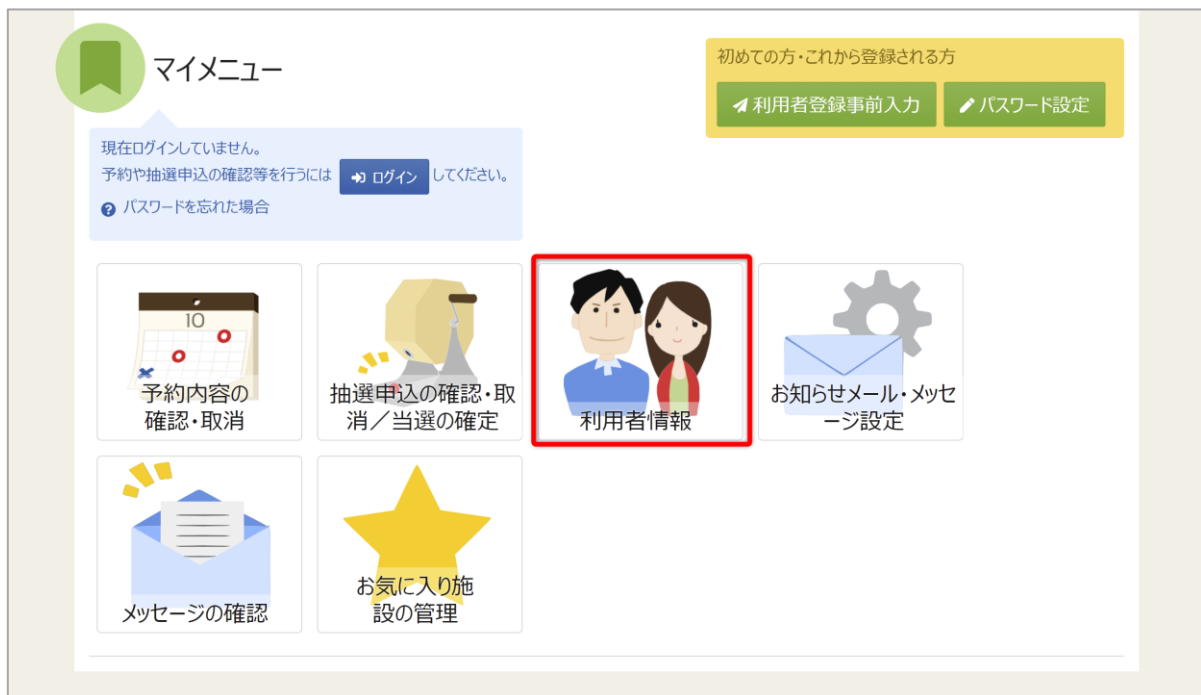 マイメニュー
初めての方・これから登録される方
利用者登録事前入力
パスワード設定
現在ログインしていません。
予約や抽選申込の確認等を行うには ログイン してください。
パスワードを忘れた場合
10
予約内容の
確認・取消
抽選申込の確認・取
消／当選の確定
利用者情報
お知らせメール・メッセ
ージ設定
メッセージの確認
お気に入り施
設の管理